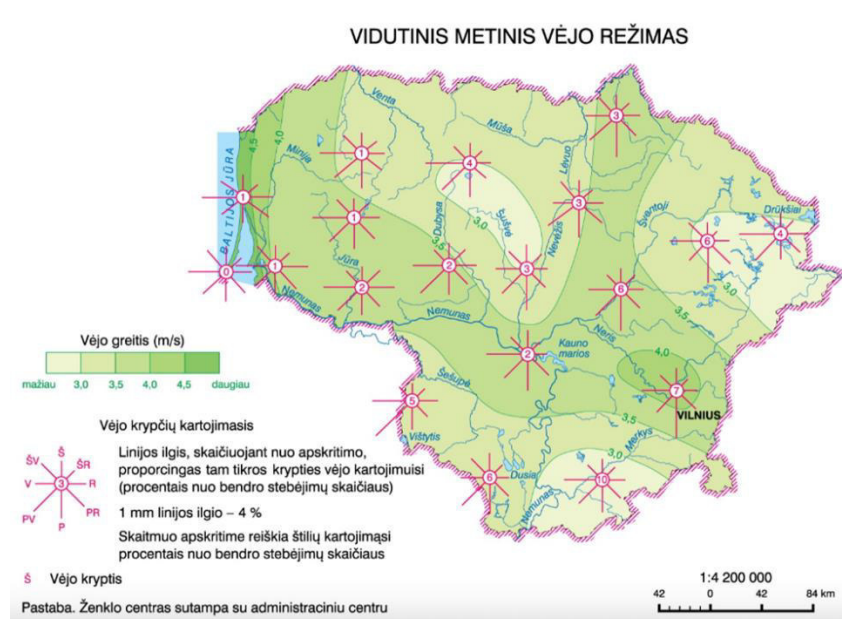 VIDUTINIS METINIS VĖJO REŽIMAS
BALTIJOS JŪRA
4,5
4,0
Venta
Mūša
Lėvuo
3
Minija
1
4
1
3,0
Šušvė
3
Dubysa
Nevėžis
Šventoji
Drūkšiai
4
6
1
3,5
0
1
Jūra
2
2
3
6
3,0
3,5
Nemunas
Nemunas
Neris
Kauno
marios
2
4,0
7
VILNIUS
Vėjo greitis (m/s)
mažiau 3,0 3,5 4,0 4,5 daugiau
Šešupė
5
3,5
Vištytis
Merkys
3,0
6
Dusia
10
Nemunas
Vėjo krypčių kartojimasis
Š
ŠV
ŠR
V
3
R
PV
PR
P
Linijos ilgis, skaičiuojant nuo apskritimo,
proporcingas tam tikros krypties vėjo kartojimuisi
(procentais nuo bendro stebėjimų skaičiaus)
1 mm linijos ilgio – 4 %
Skaitmuo apskritime reiškia štilių kartojimąsi
procentais nuo bendro stebėjimų skaičiaus
Š Vėjo kryptis
Pastaba. Ženklo centras sutampa su administraciniu centru
1:4 200 000
42 0 42 84 km